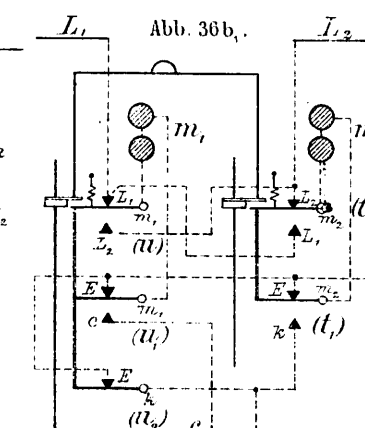 L₁ Abb. 36b₁. L₂
m₁ m
L₁ m₁ L₂ m₂
L₂ (u) L₁
E m₁ E m₂
c (u₁) k (t₁)
E k
(u₂)